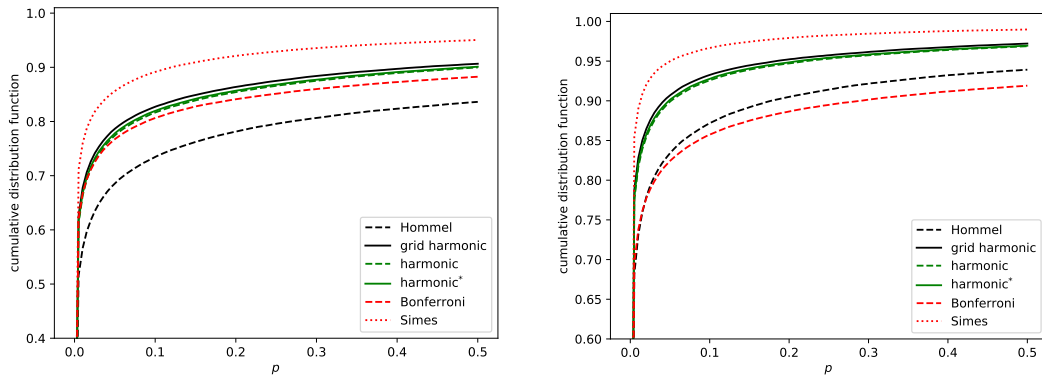 1.0
0.9
0.8
0.7
0.6
0.5
0.4
cumulative distribution function
0.0 0.1 0.2 0.3 0.4 0.5
p
Hommel
grid harmonic
harmonic
harmonic*
Bonferroni
Simes
1.00
0.95
0.90
0.85
0.80
0.75
0.70
0.65
0.60
cumulative distribution function
0.0 0.1 0.2 0.3 0.4 0.5
p
Hommel
grid harmonic
harmonic
harmonic*
Bonferroni
Simes